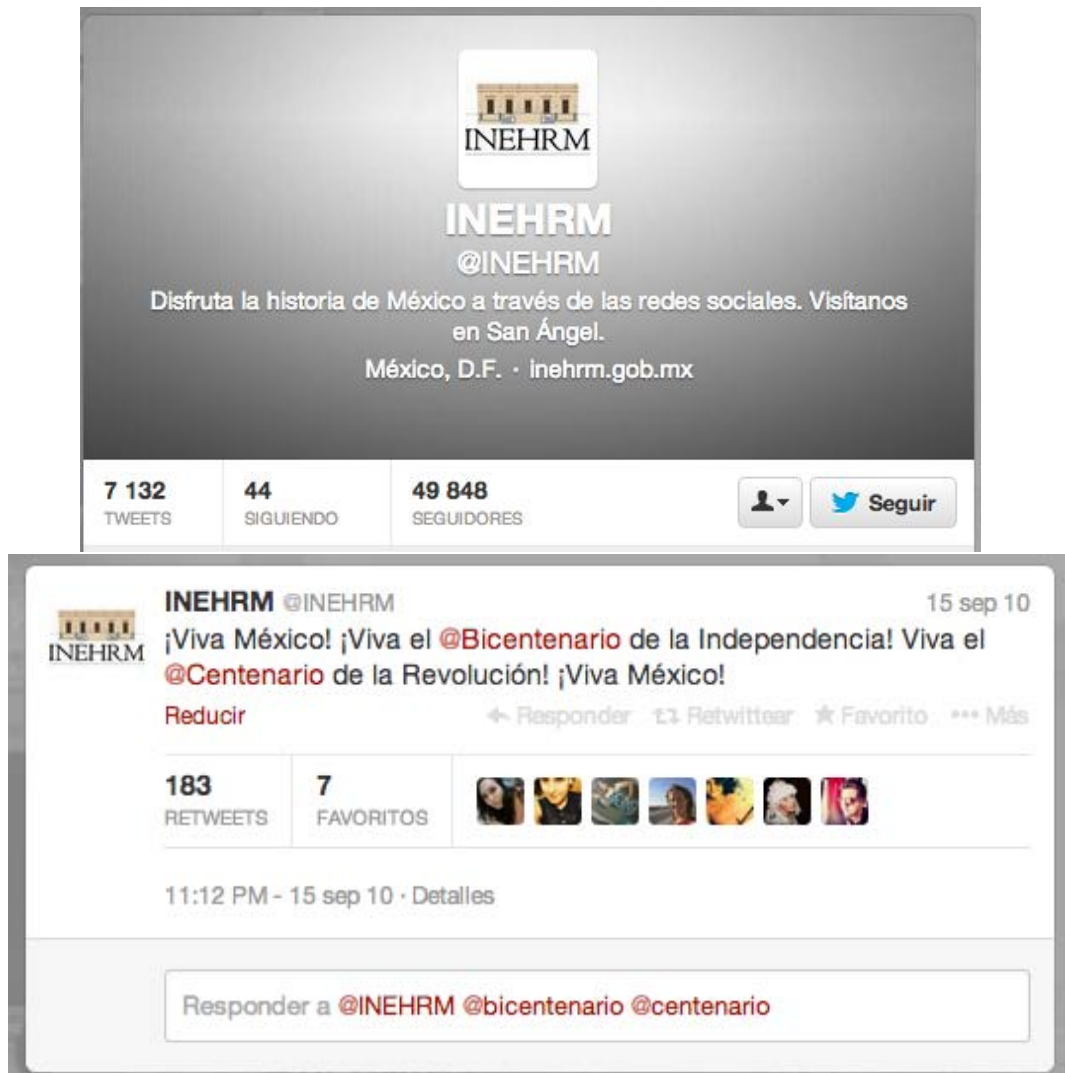 INEHRM
INEHRM
@INEHRM
Disfruta la historia de México a través de las redes sociales. Visítanos
en San Ángel.
México, D.F. · inehrm.gob.mx
7 132 44 49 848
TWEETS SIGUIENDO SEGUIDORES
Seguir
INEHRM
INEHRM @INEHRM 15 sep 10
¡Viva México! ¡Viva el @Bicentenario de la Independencia! Viva el
@Centenario de la Revolución! ¡Viva México!
Reducir Responder Retwittear Favorito Más
183 7
RETWEETS FAVORITOS
11:12 PM - 15 sep 10 · Detalles
Responder a @INEHRM @bicentenario @centenario